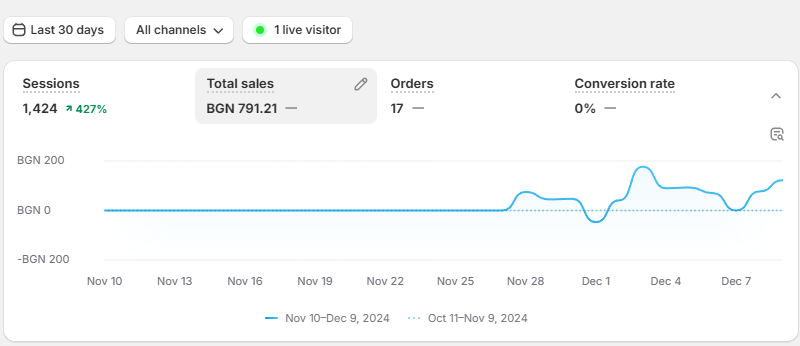 Last 30 days All channels 1 live visitor
Sessions Total sales Orders Conversion rate
1,424 427% BGN 791.21 — 17 — 0% —
BGN 200
BGN 0
-BGN 200
Nov 10 Nov 13 Nov 16 Nov 19 Nov 22 Nov 25 Nov 28 Dec 1 Dec 4 Dec 7
Nov 10–Dec 9, 2024 Oct 11–Nov 9, 2024